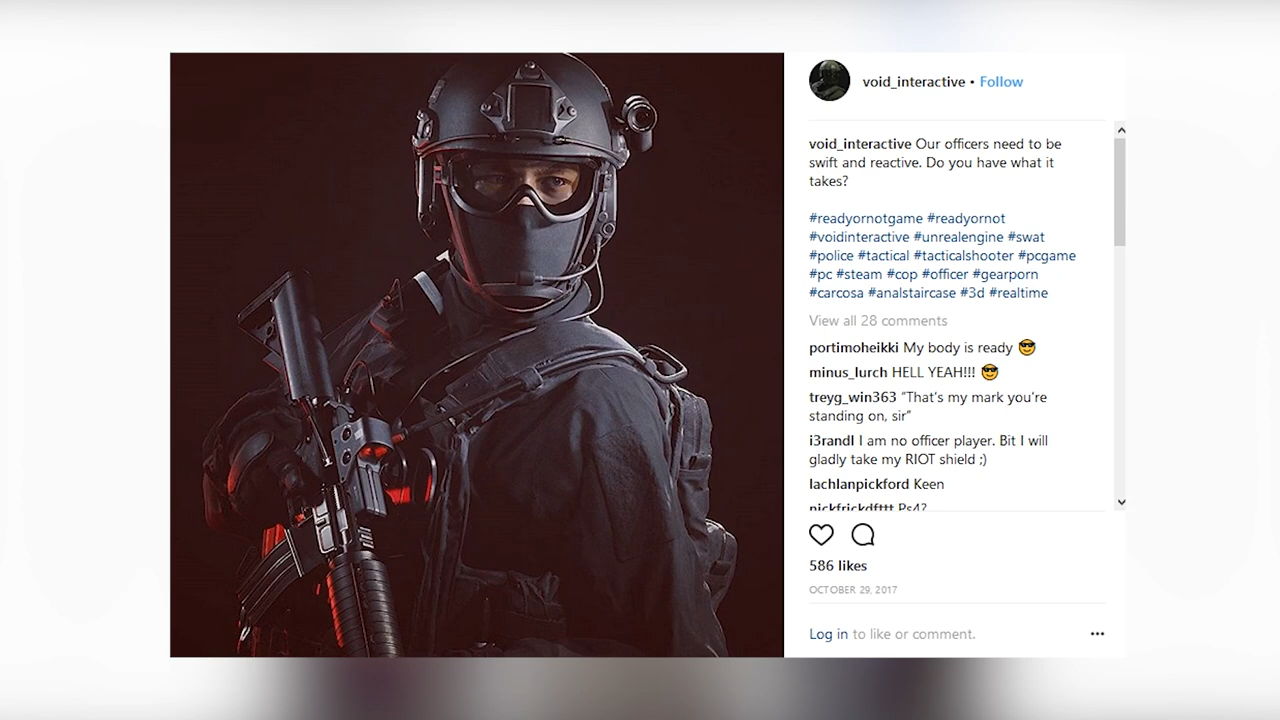 void_interactive • Follow
void_interactive Our officers need to be
swift and reactive. Do you have what it
takes?
#readyornotgame #readyornot
#voidinteractive #unrealengine #swat
#police #tactical #tacticalshooter #pcgame
#pc #steam #cop #officer #gearporn
#carcosa #analstaircase #3d #realtime
View all 28 comments
portimoheikki My body is ready 😎
minus_lurch HELL YEAH!!! 😎
treyg_win363 "That's my mark you're
standing on, sir"
i3randl I am no officer player. Bit I will
gladly take my RIOT shield ;)
lachlanpickford Keen
nickfrickdfttt Ps4?
586 likes
OCTOBER 29, 2017
Log in to like or comment.